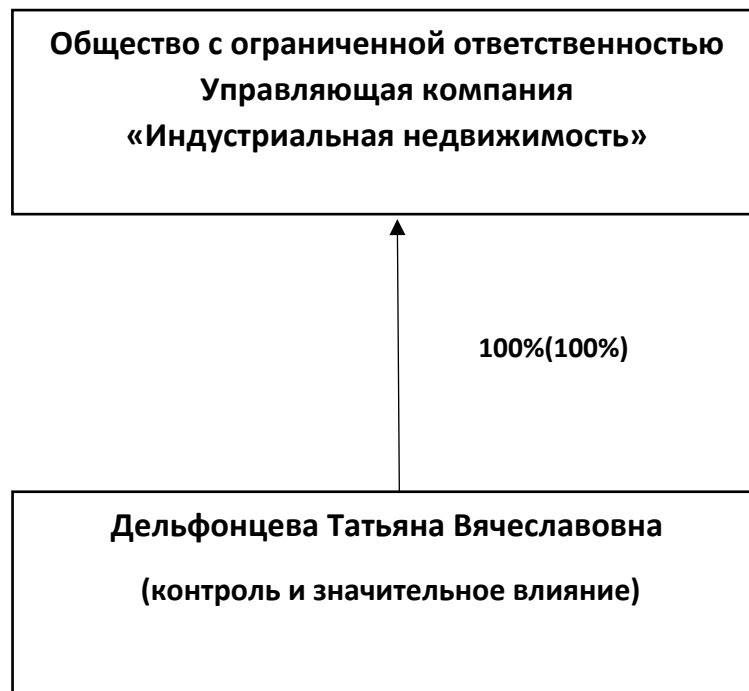 Общество с ограниченной ответственностью
Управляющая компания
«Индустриальная недвижимость»
100%(100%)
Дельфонцева Татьяна Вячеславовна
(контроль и значительное влияние)